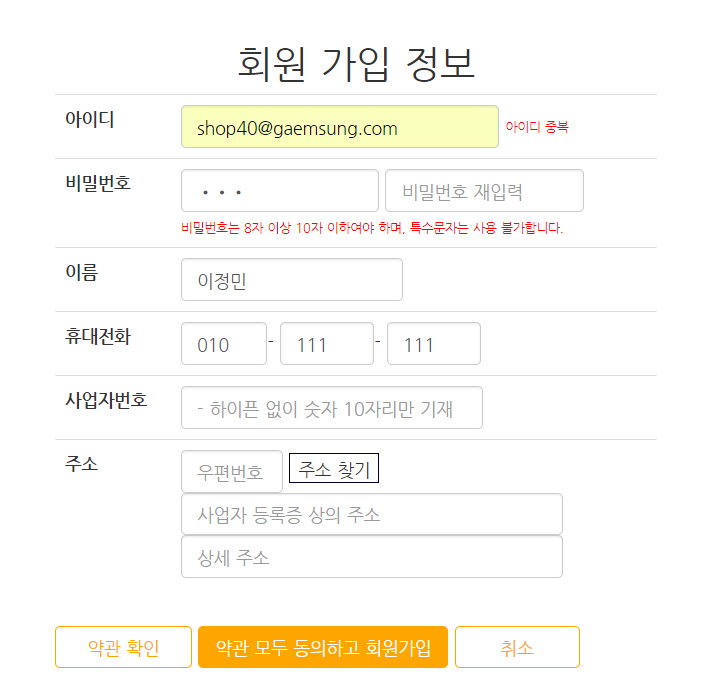 회원 가입 정보
아이디 shop40@gaemsung.com 아이디 중복
비밀번호 • • • 비밀번호 재입력
비밀번호는 8자 이상 10자 이하여야 하며, 특수문자는 사용 불가합니다.
이름 이정민
휴대전화 010 - 111 - 111
사업자번호 - 하이픈 없이 숫자 10자리만 기재
주소 우편번호 주소 찾기
사업자 등록증 상의 주소
상세 주소
약관 확인 약관 모두 동의하고 회원가입 취소